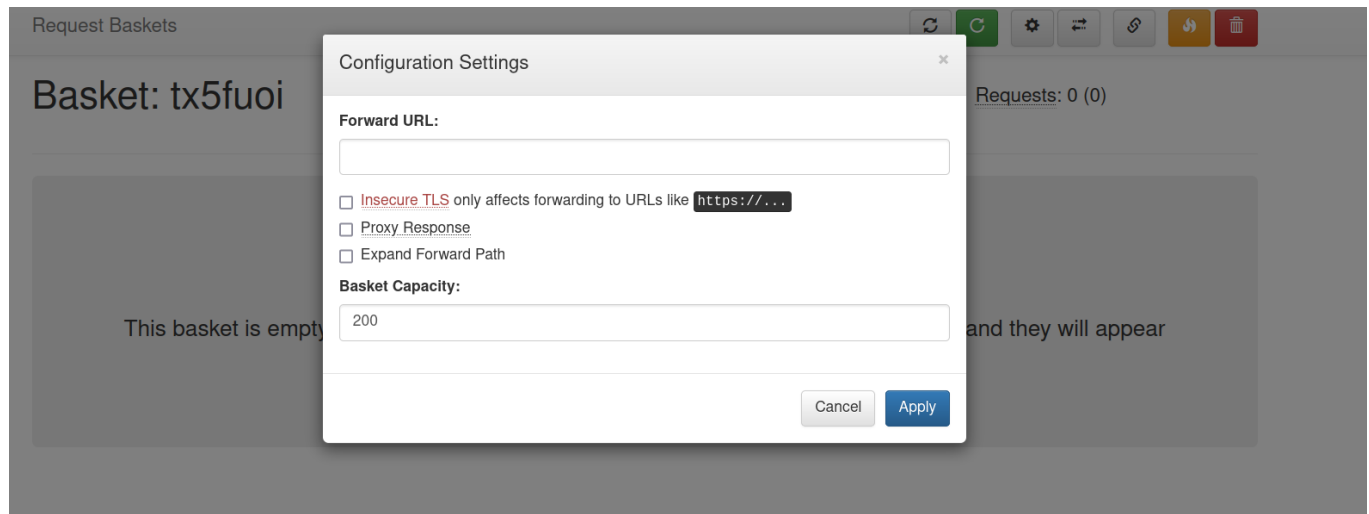 Request Baskets
Configuration Settings ×
Basket: tx5fuoi
Requests: 0 (0)
Forward URL:
Insecure TLS only affects forwarding to URLs like https://...
Proxy Response
Expand Forward Path
Basket Capacity:
200
This basket is empty
and they will appear
Cancel Apply